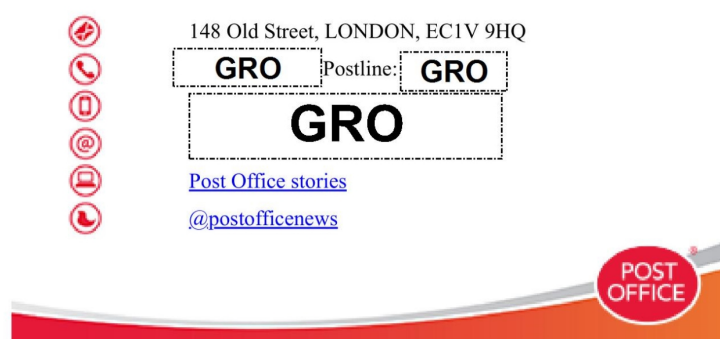 148 Old Street, LONDON, EC1V 9HQ
GRO Postline: GRO
GRO
Post Office stories
@postofficenews
POST
OFFICE